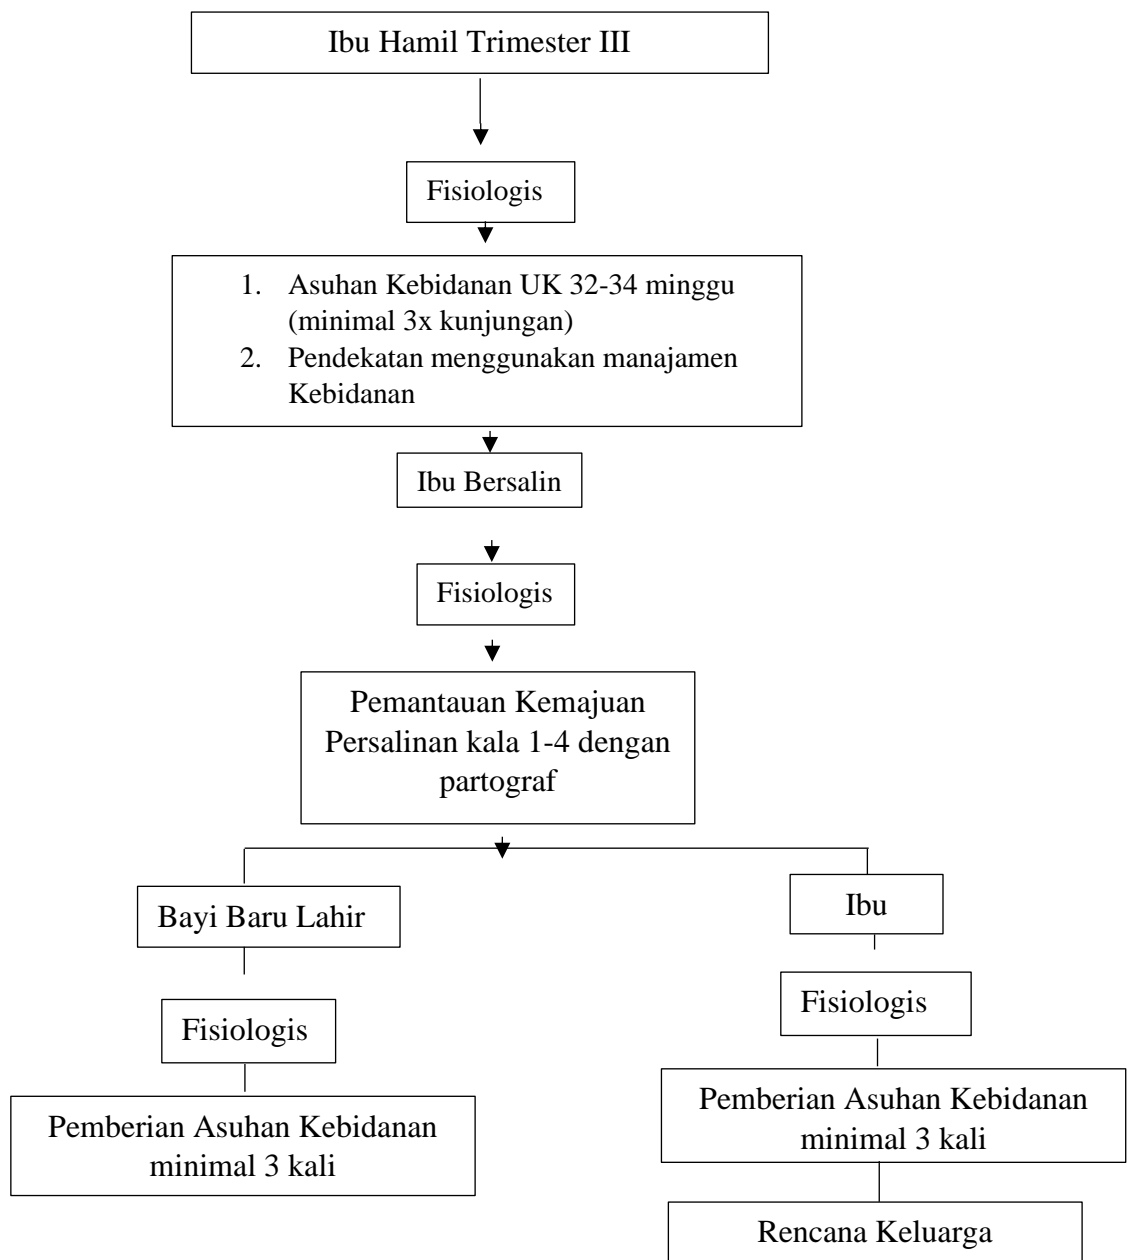 Ibu Hamil Trimester III
Fisiologis
1. Asuhan Kebidanan UK 32-34 minggu
(minimal 3x kunjungan)
2. Pendekatan menggunakan manajamen
Kebidanan
Ibu Bersalin
Fisiologis
Pemantauan Kemajuan
Persalinan kala 1-4 dengan
partograf
Bayi Baru Lahir
Ibu
Fisiologis
Fisiologis
Pemberian Asuhan Kebidanan
minimal 3 kali
Pemberian Asuhan Kebidanan
minimal 3 kali
Rencana Keluarga